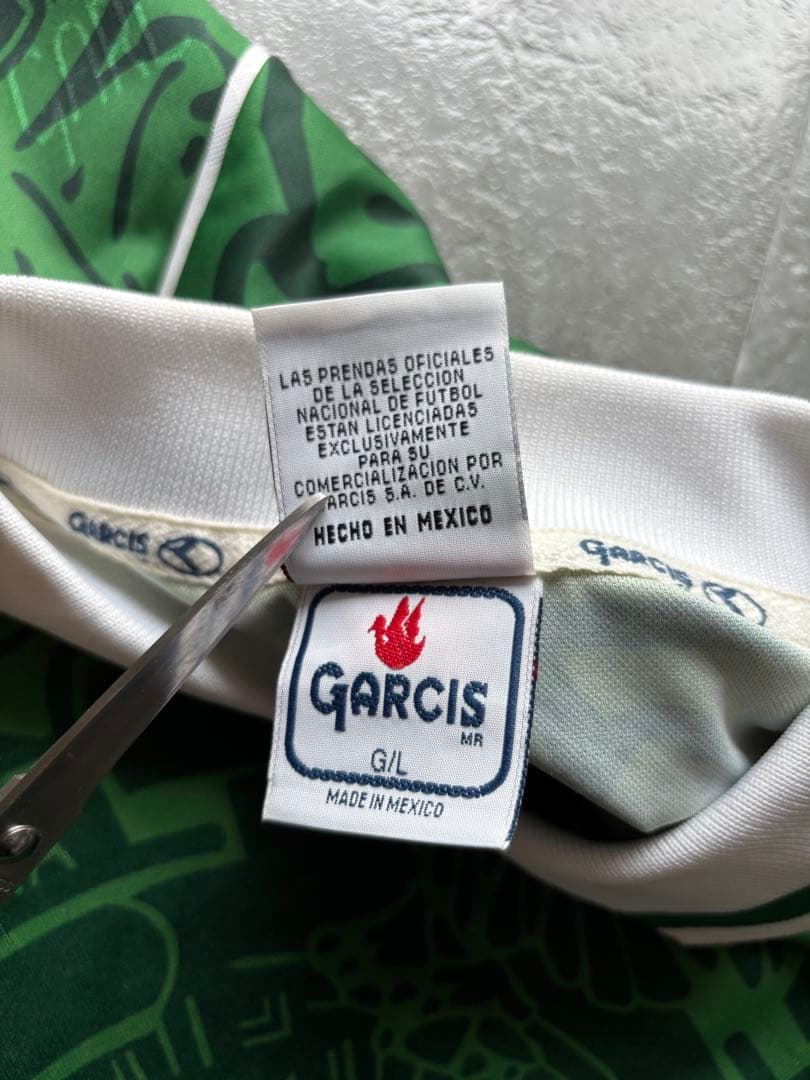 LAS PRENDAS OFICIALES
DE LA SELECCION
NACIONAL DE FUTBOL
ESTAN LICENCIADAS
EXCLUSIVAMENTE
PARA SU
COMERCIALIZACION POR
ARCIS S.A. DE C.V.
HECHO EN MEXICO
GARCIS
GARCIS
GARCIS
MR
G/L
MADE IN MEXICO